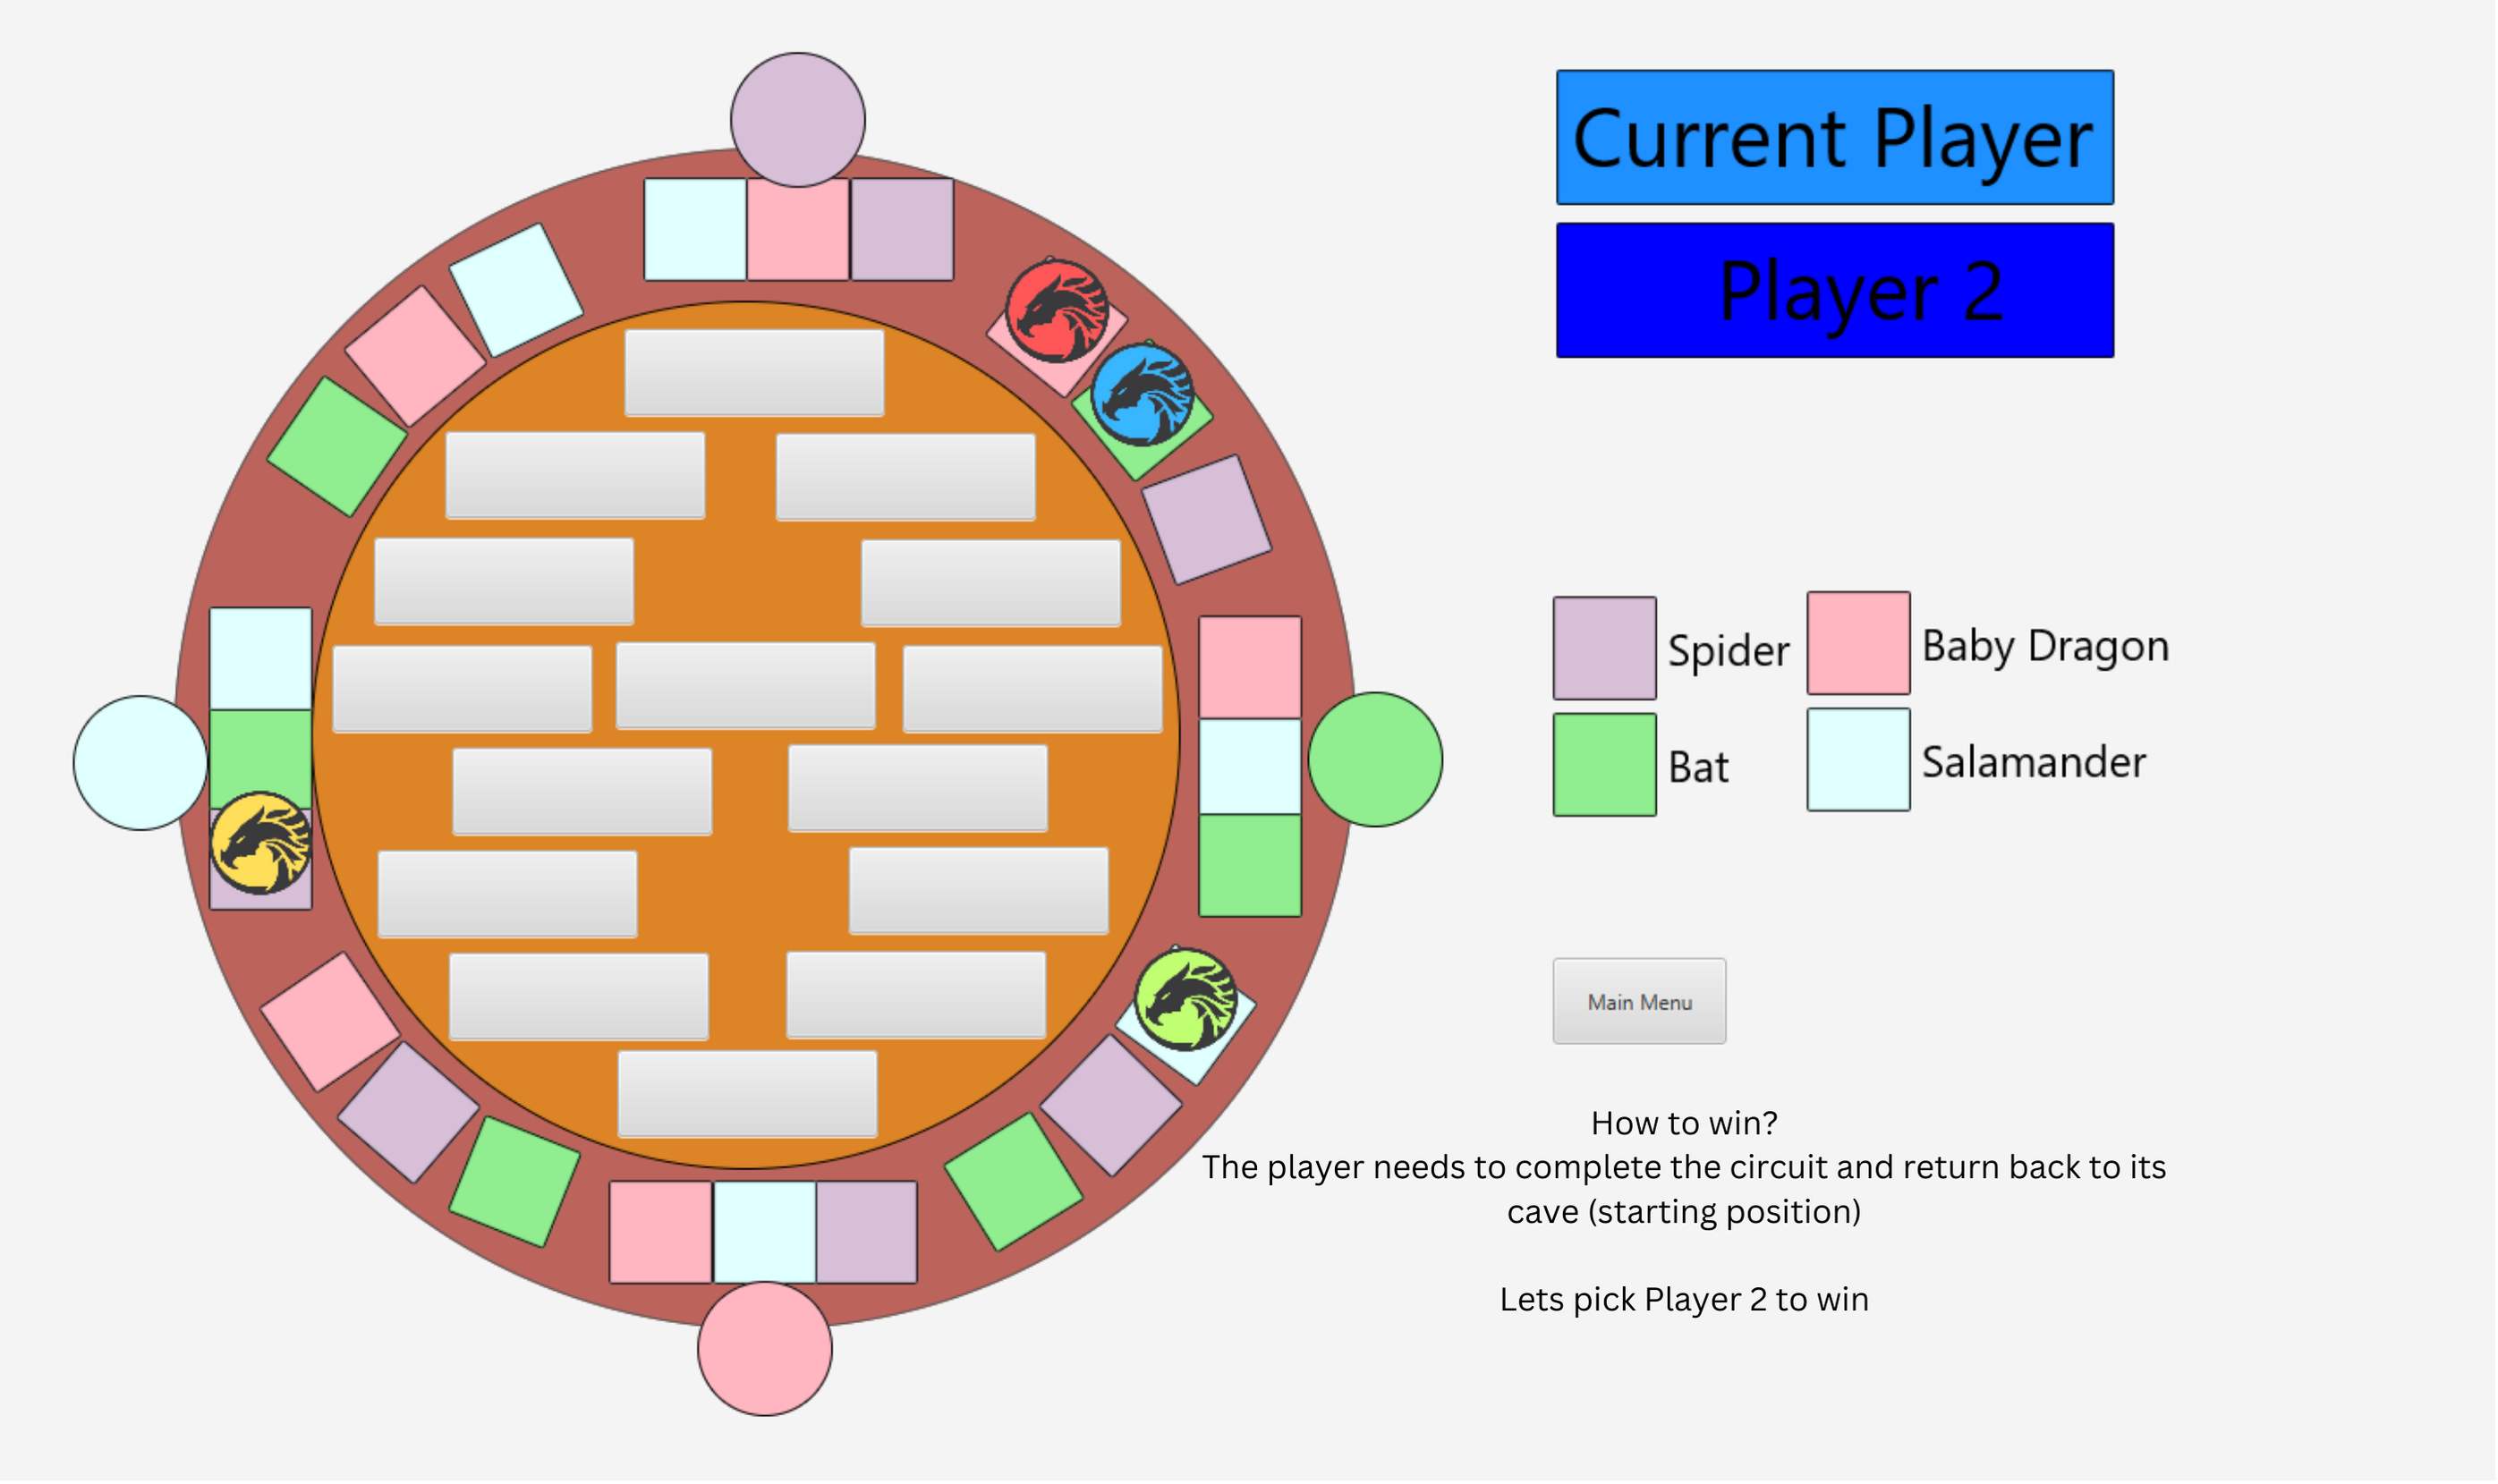 Current Player
Player 2
Spider
Baby Dragon
Bat
Salamander
Main Menu
How to win?
The player needs to complete the circuit and return back to its
cave (starting position)
Lets pick Player 2 to win